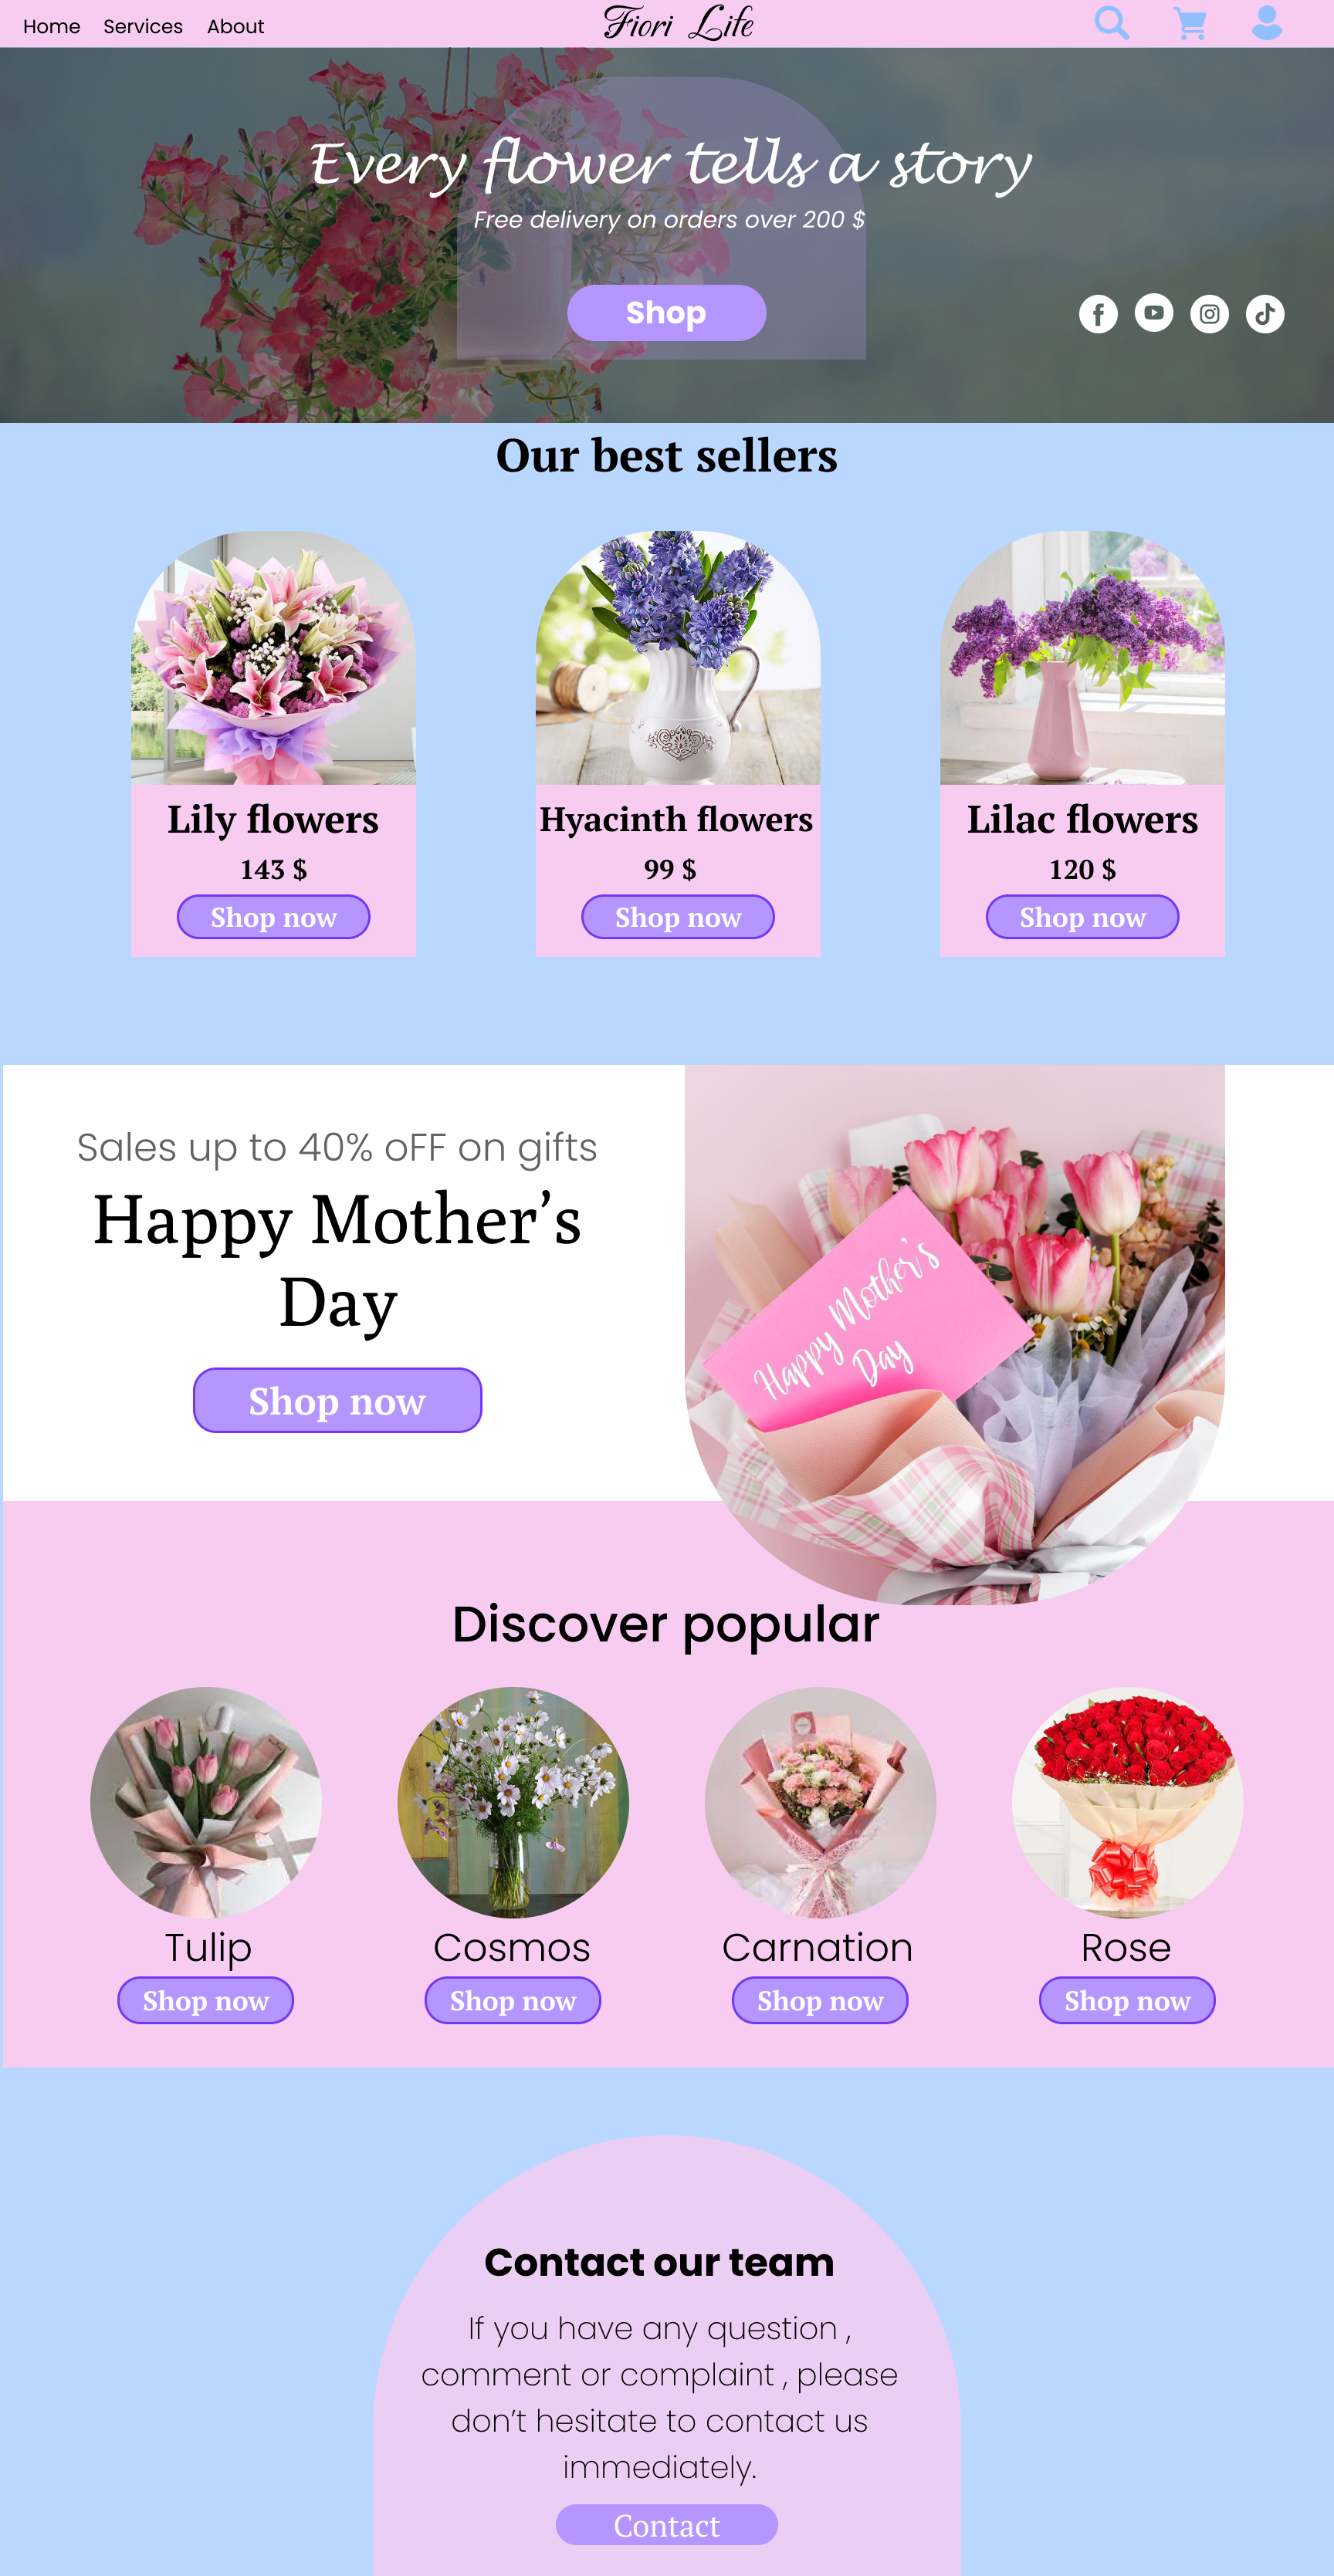 Home Services About
Fiori Life
Every flower tells a story
Free delivery on orders over 200 $
Shop
Our best sellers
Lily flowers
143 $
Shop now
Hyacinth flowers
99 $
Shop now
Lilac flowers
120 $
Shop now
Sales up to 40% oFF on gifts
Happy Mother’s
Day
Shop now
Happy Mother's
Day
Discover popular
Tulip
Shop now
Cosmos
Shop now
Carnation
Shop now
Rose
Shop now
Contact our team
If you have any question ,
comment or complaint , please
don’t hesitate to contact us
immediately.
Contact